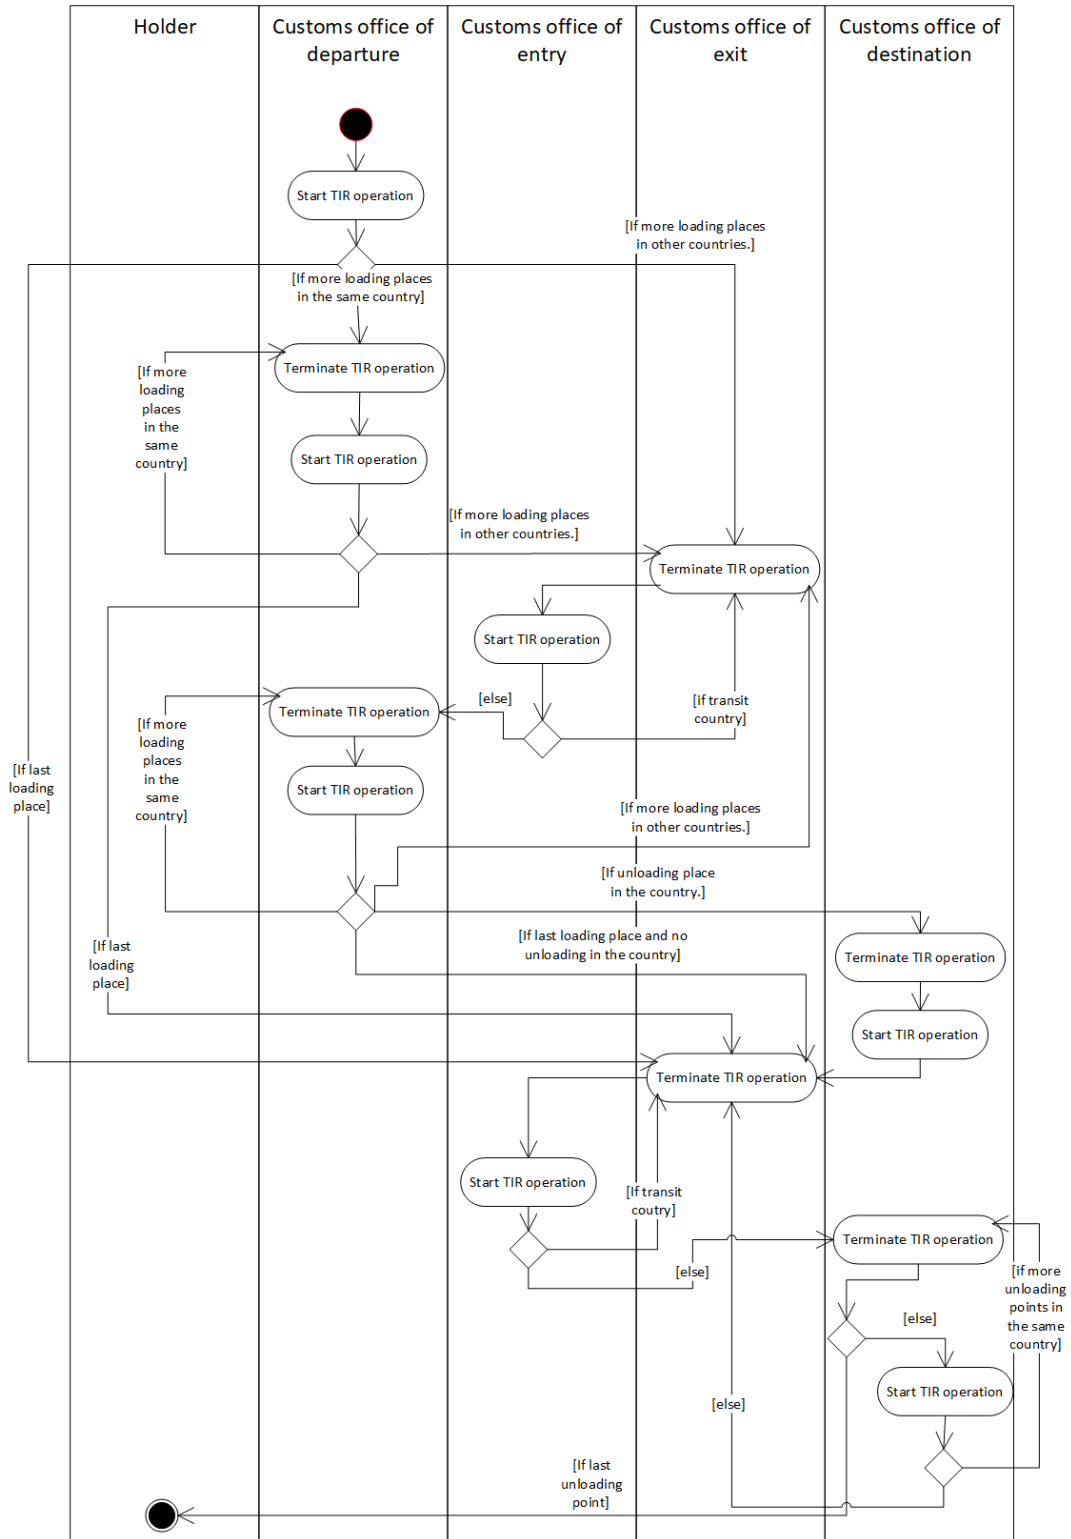 Holder
Customs office of
departure
Customs office of
entry
Customs office of
exit
Customs office of
destination
Start TIR operation
[If more loading places
in other countries.]
[If more loading places
in the same country]
Terminate TIR operation
[If more
loading
places
in the
same
country]
Start TIR operation
[If more loading places
in other countries.]
Terminate TIR operation
Start TIR operation
[else]
[if transit
country]
Terminate TIR operation
[If more
loading
places
in the
same
country]
[If last
loading
place]
Start TIR operation
[If more loading places
in other countries.]
[If unloading place
in the country.]
[If last loading place and no
unloading in the country]
[If last
loading
place]
Terminate TIR operation
Start TIR operation
Terminate TIR operation
Start TIR operation
[If transit
coutry]
[else]
Terminate TIR operation
[if more
unloading
points in
the same
country]
[else]
Start TIR operation
[else]
[If last
unloading
point]